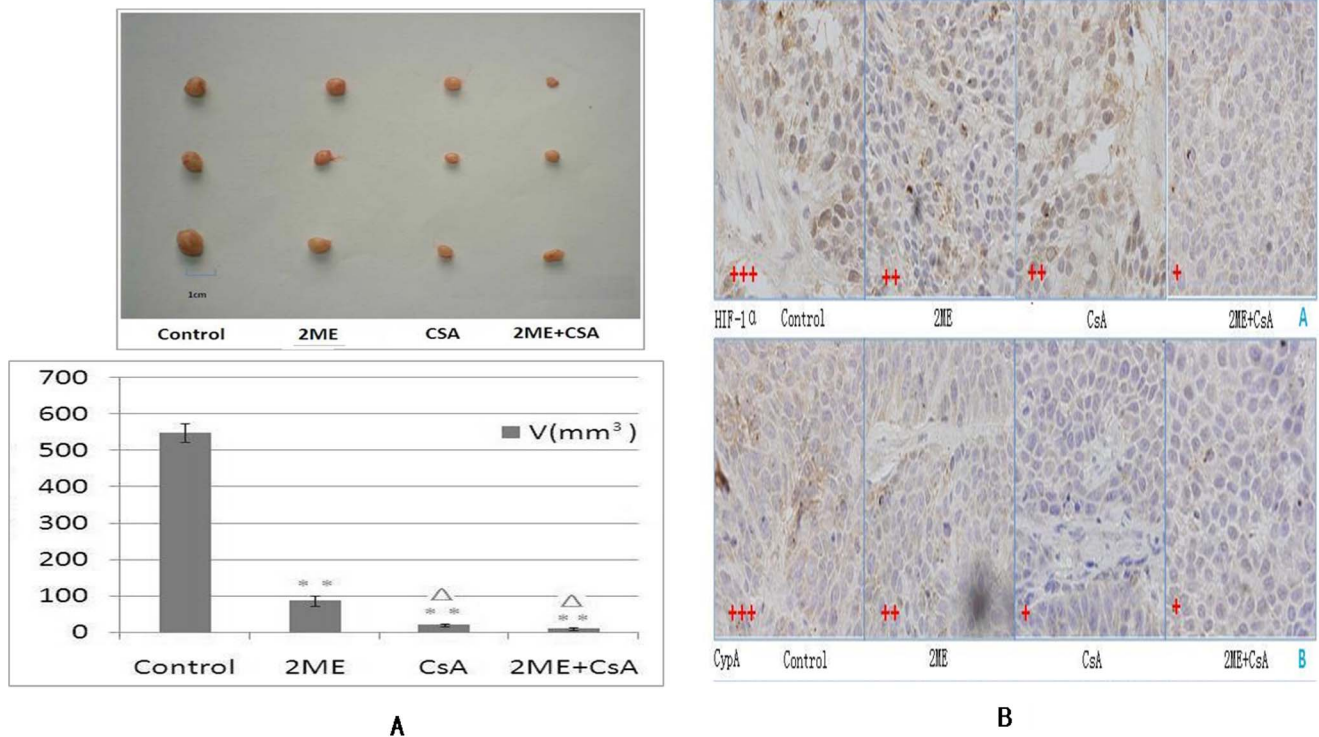 1cm
Control 2ME CSA 2ME+CSA
700
600
500
400
300
200
100
0
V(mm³)
* *
△
* *
△
* *
Control 2ME CsA 2ME+CsA
A
+++ ++ ++ +
HIF-1α Control 2ME CsA 2ME+CsA A
+++ ++ + +
CypA Control 2ME CsA 2ME+CsA B
B